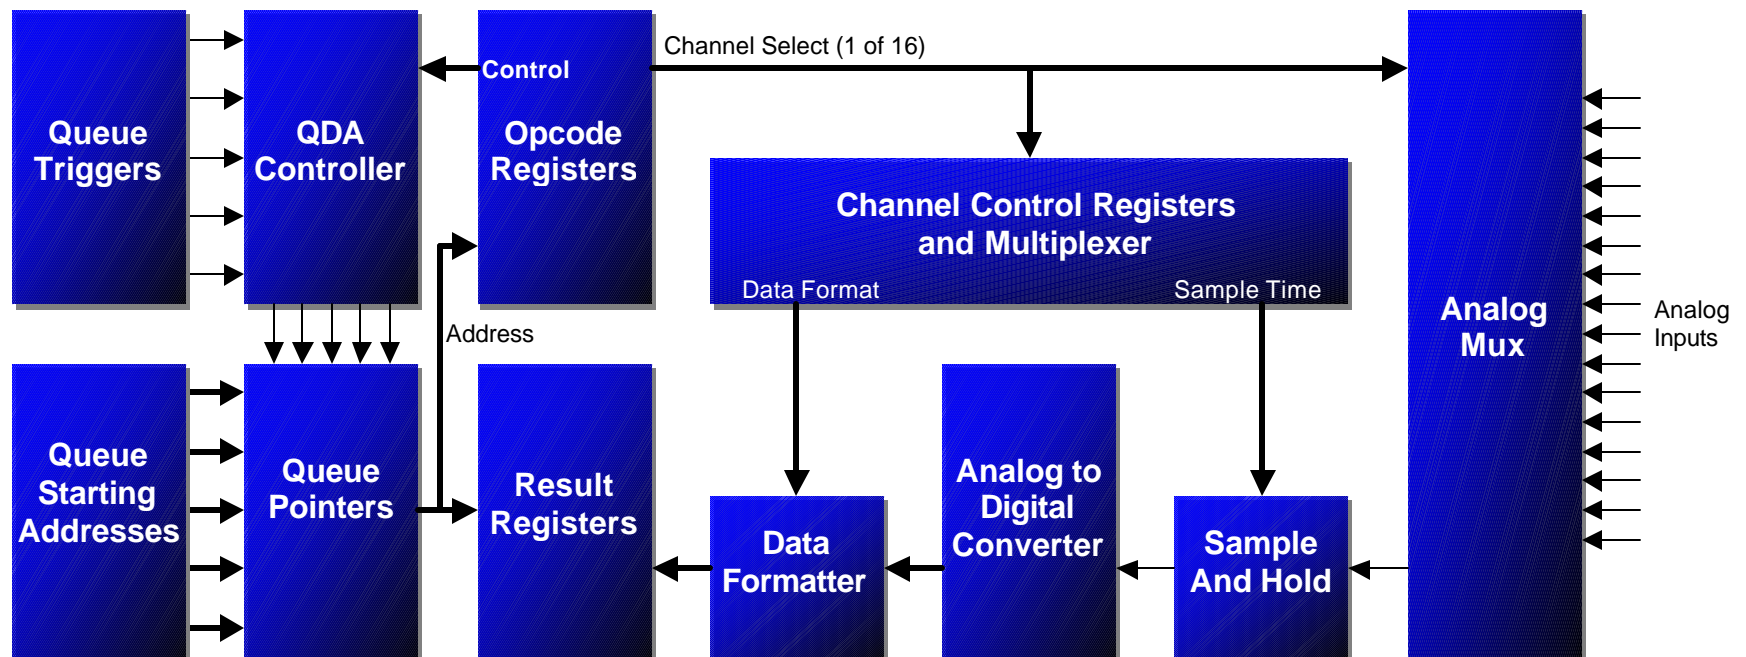 Channel Select (1 of 16)
Control
Queue
Triggers
QDA
Controller
Opcode
Registers
Channel Control Registers
and Multiplexer
Data Format
Sample Time
Analog
Mux
Analog
Inputs
Address
Queue
Starting
Addresses
Queue
Pointers
Result
Registers
Data
Formatter
Analog to
Digital
Converter
Sample
And Hold